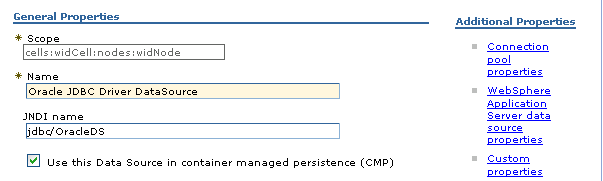 General Properties
* Scope
cells:widCell:nodes:widNode
* Name
Oracle JDBC Driver DataSource
JNDI name
jdbc/OracleDS
Use this Data Source in container managed persistence (CMP)
Additional Properties
Connection
pool
properties
WebSphere
Application
Server data
source
properties
Custom
properties